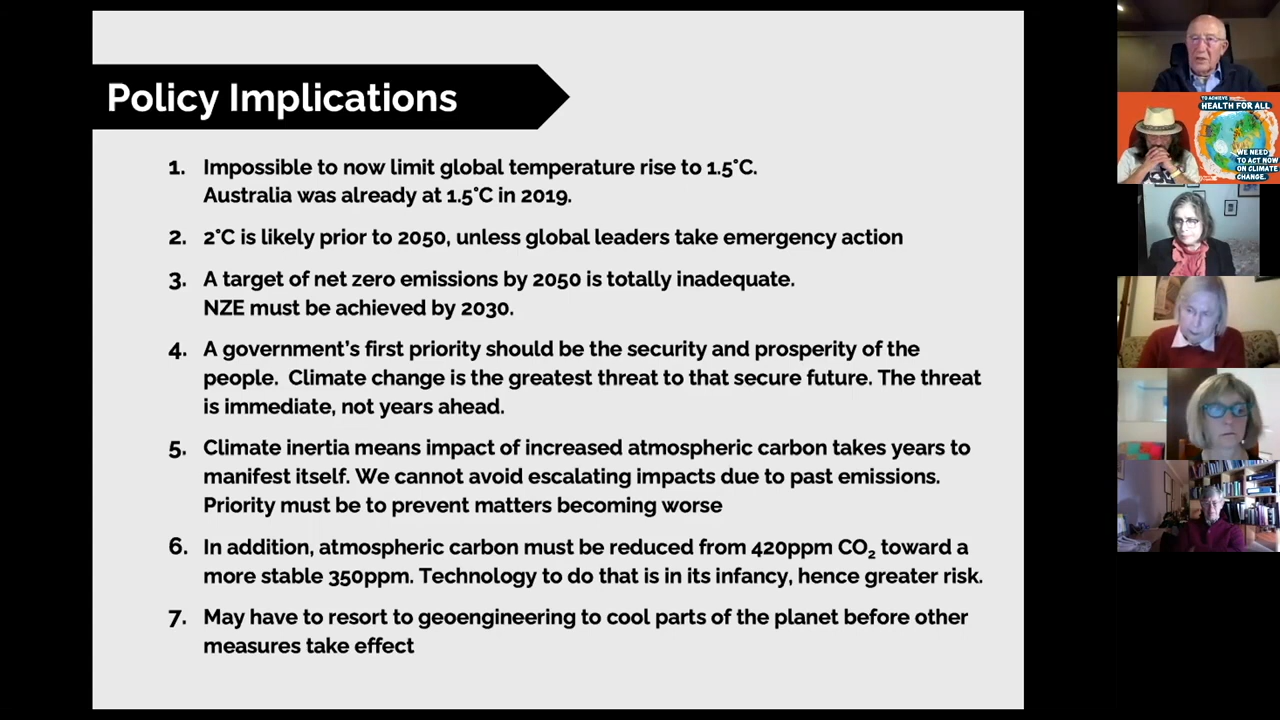 Policy Implications
1. Impossible to now limit global temperature rise to 1.5°C.
Australia was already at 1.5°C in 2019.
2. 2°C is likely prior to 2050, unless global leaders take emergency action
3. A target of net zero emissions by 2050 is totally inadequate.
NZE must be achieved by 2030.
4. A government's first priority should be the security and prosperity of the
people. Climate change is the greatest threat to that secure future. The threat
is immediate, not years ahead.
5. Climate inertia means impact of increased atmospheric carbon takes years to
manifest itself. We cannot avoid escalating impacts due to past emissions.
Priority must be to prevent matters becoming worse
6. In addition, atmospheric carbon must be reduced from 420ppm CO₂ toward a
more stable 350ppm. Technology to do that is in its infancy, hence greater risk.
7. May have to resort to geoengineering to cool parts of the planet before other
measures take effect
TO ACHIEVE
HEALTH FOR ALL
WE NEED
TO ACT NOW
ON CLIMATE
CHANGE.